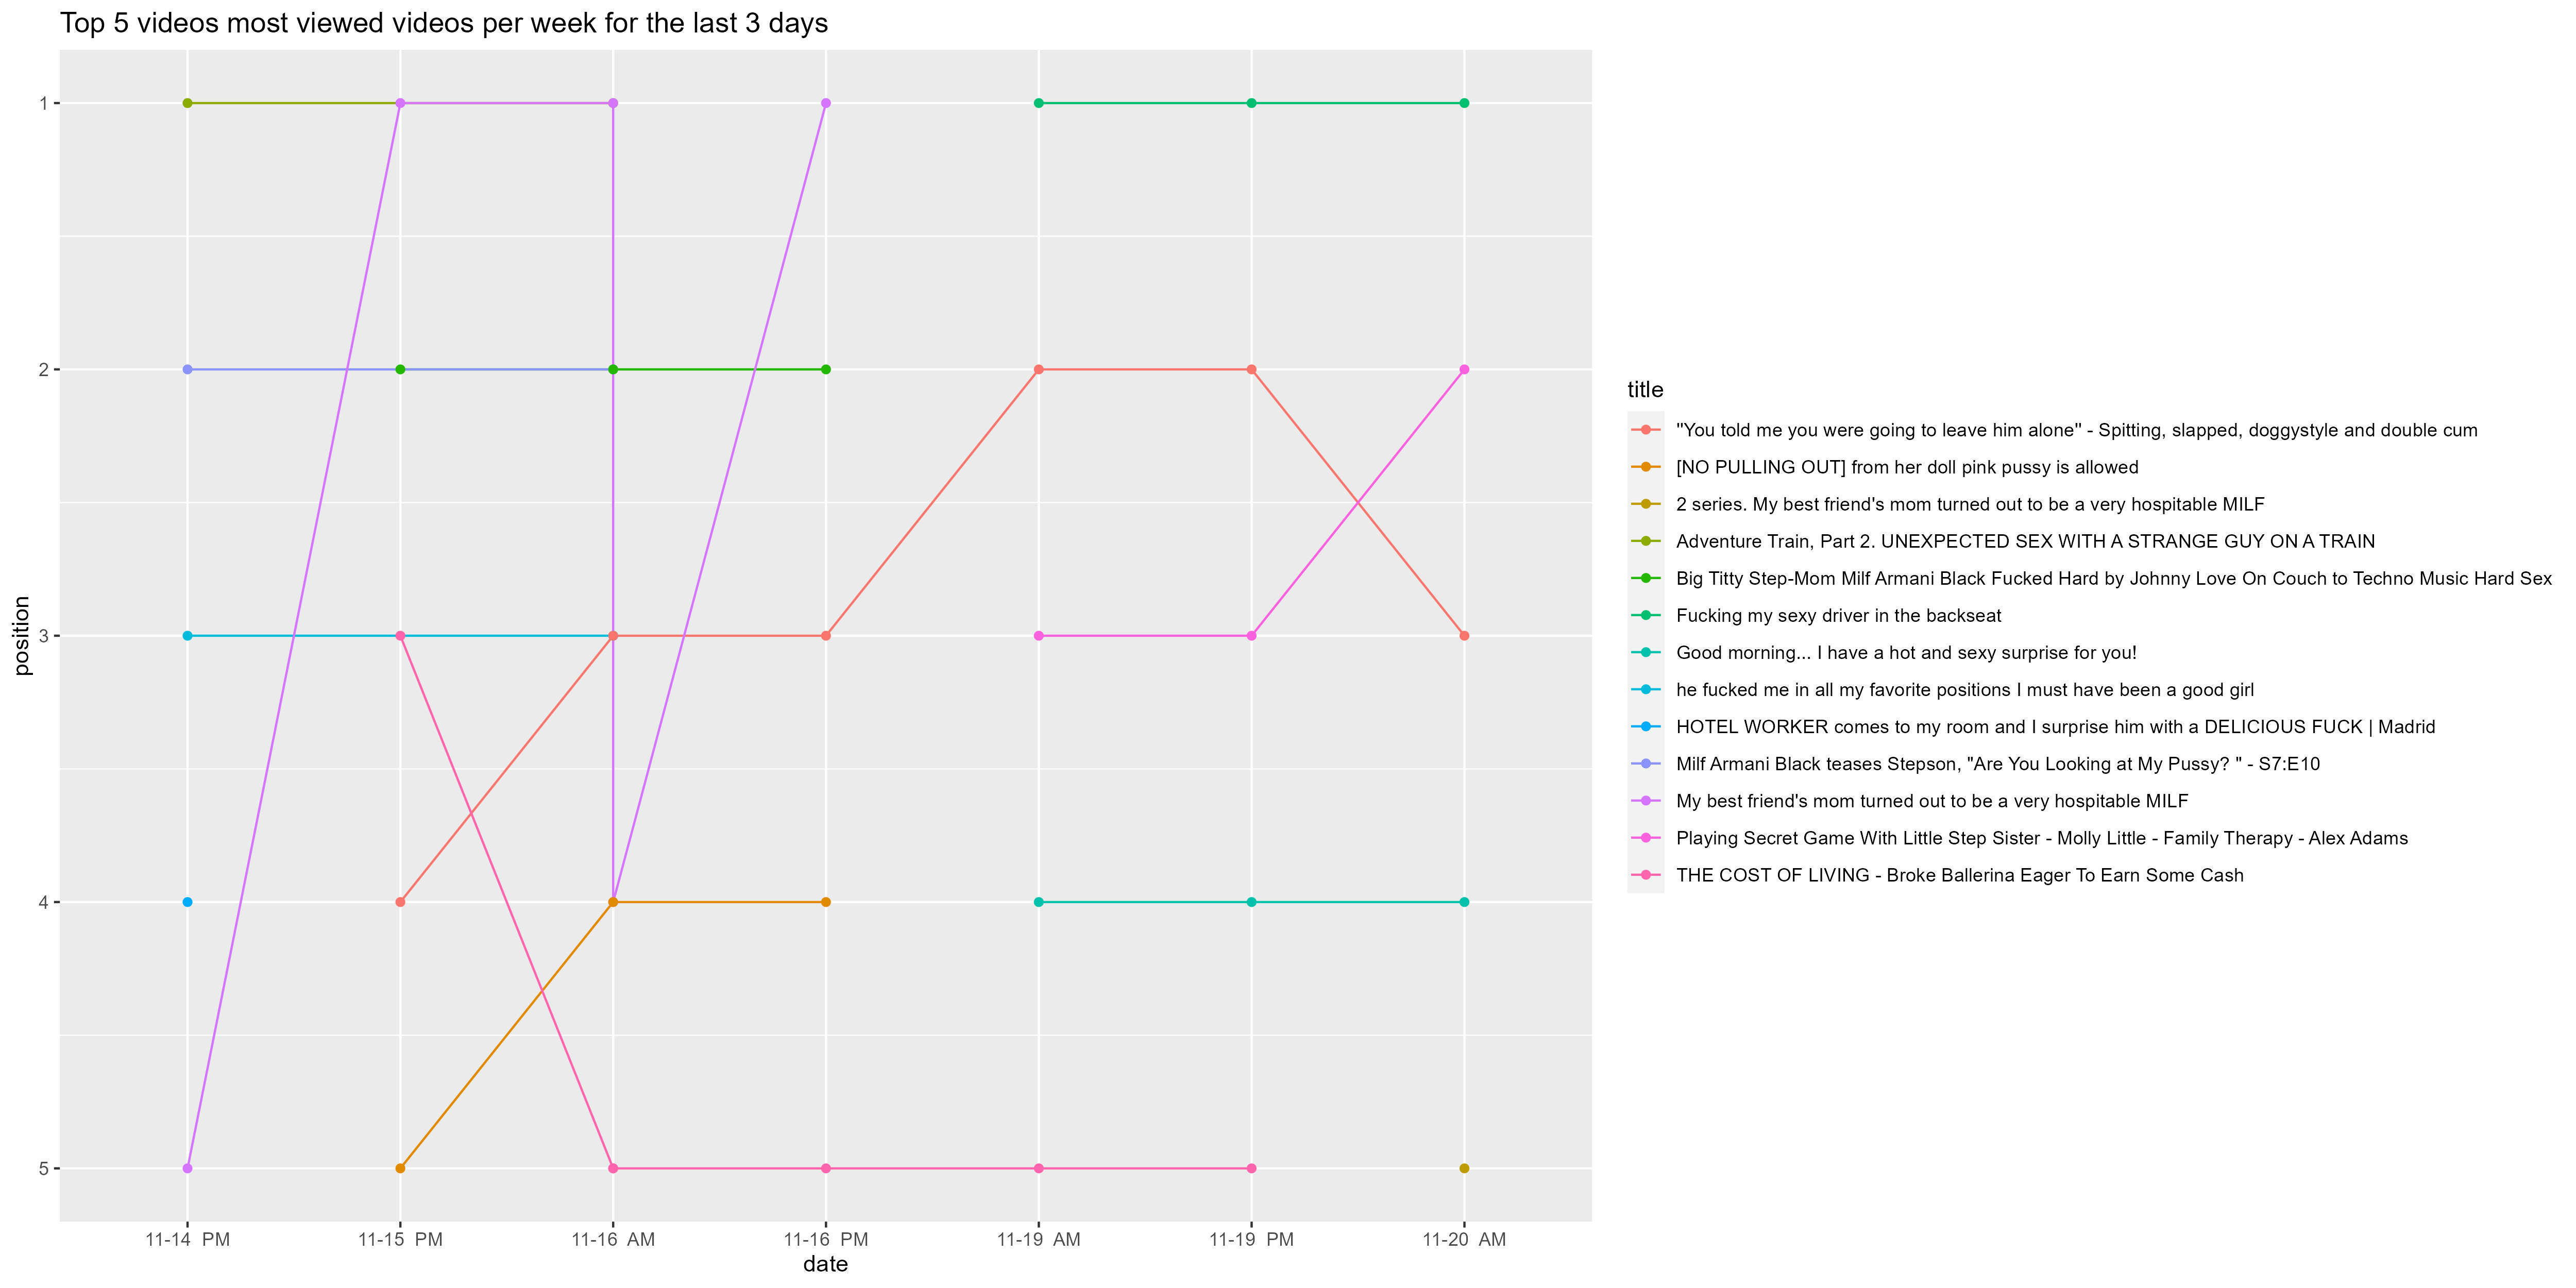 Top 5 videos most viewed videos per week for the last 3 days
position
1
2
3
4
5
11-14  PM
11-15  PM
11-16  AM
11-16  PM
11-19  AM
11-19  PM
11-20  AM
date
title
"You told me you were going to leave him alone" - Spitting, slapped, doggystyle and double cum
[NO PULLING OUT] from her doll pink pussy is allowed
2 series. My best friend's mom turned out to be a very hospitable MILF
Adventure Train, Part 2. UNEXPECTED SEX WITH A STRANGE GUY ON A TRAIN
Big Titty Step-Mom Milf Armani Black Fucked Hard by Johnny Love On Couch to Techno Music Hard Sex
Fucking my sexy driver in the backseat
Good morning... I have a hot and sexy surprise for you!
he fucked me in all my favorite positions I must have been a good girl
HOTEL WORKER comes to my room and I surprise him with a DELICIOUS FUCK | Madrid
Milf Armani Black teases Stepson, "Are You Looking at My Pussy? " - S7:E10
My best friend's mom turned out to be a very hospitable MILF
Playing Secret Game With Little Step Sister - Molly Little - Family Therapy - Alex Adams
THE COST OF LIVING - Broke Ballerina Eager To Earn Some Cash